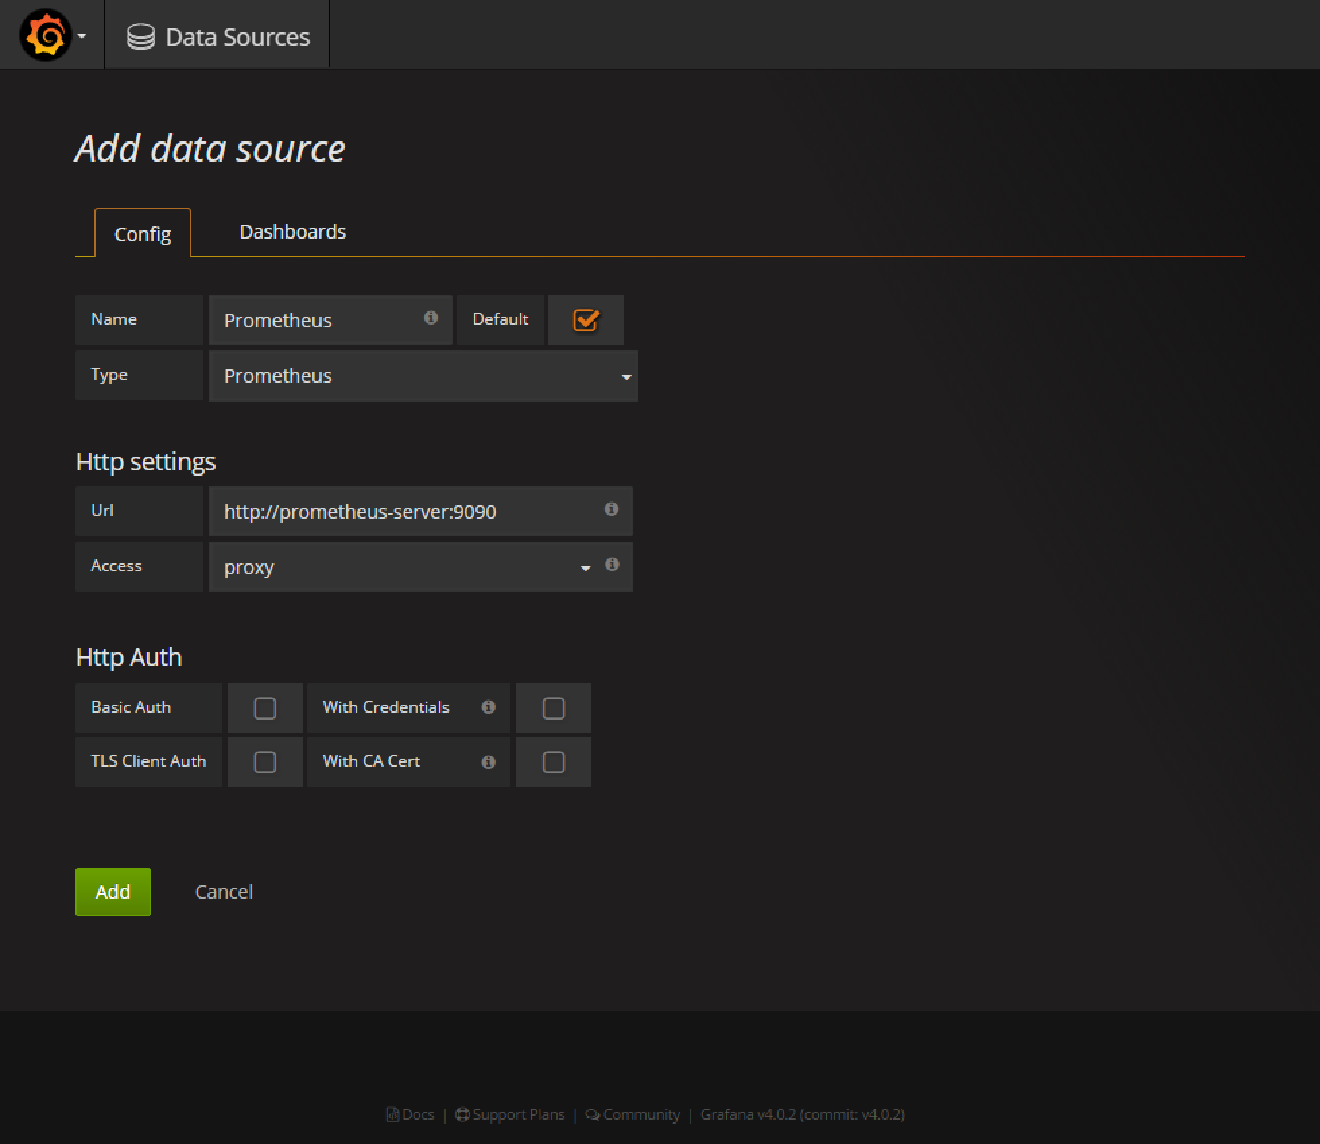 Data Sources
Add data source
Config Dashboards
Name Prometheus Default
Type Prometheus
Http settings
Url http://prometheus-server:9090
Access proxy
Http Auth
Basic Auth With Credentials
TLS Client Auth With CA Cert
Add Cancel
Docs | Support Plans | Community | Grafana v4.0.2 (commit: v4.0.2)